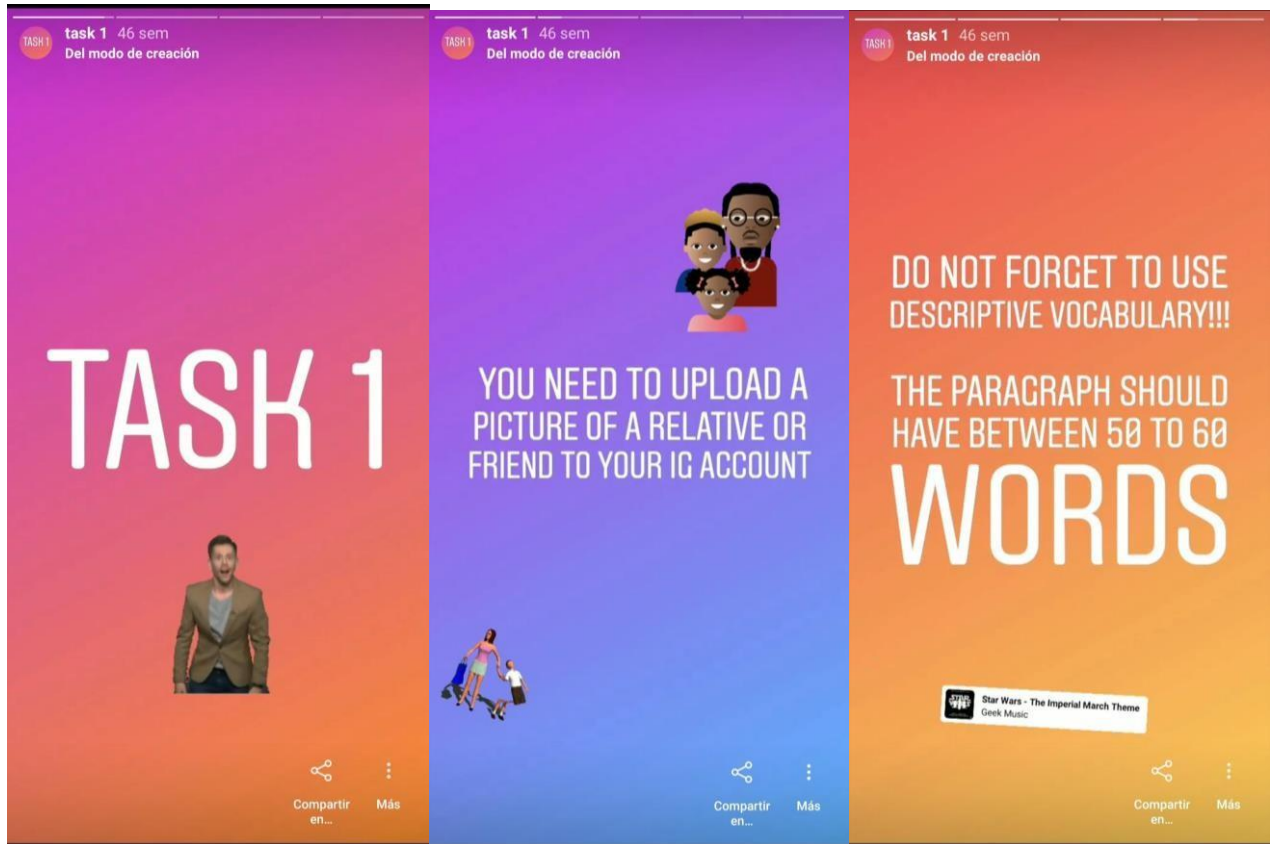 TASK 1
task 1 46 sem
Del modo de creación
TASK 1
Compartir
en...
Más
TASK 1
task 1 46 sem
Del modo de creación
YOU NEED TO UPLOAD A
PICTURE OF A RELATIVE OR
FRIEND TO YOUR IG ACCOUNT
Compartir
en...
Más
TASK 1
task 1 46 sem
Del modo de creación
DO NOT FORGET TO USE
DESCRIPTIVE VOCABULARY!!!
THE PARAGRAPH SHOULD
HAVE BETWEEN 50 TO 60
WORDS
Star Wars - The Imperial March Theme
Geek Music
Compartir
en...
Más